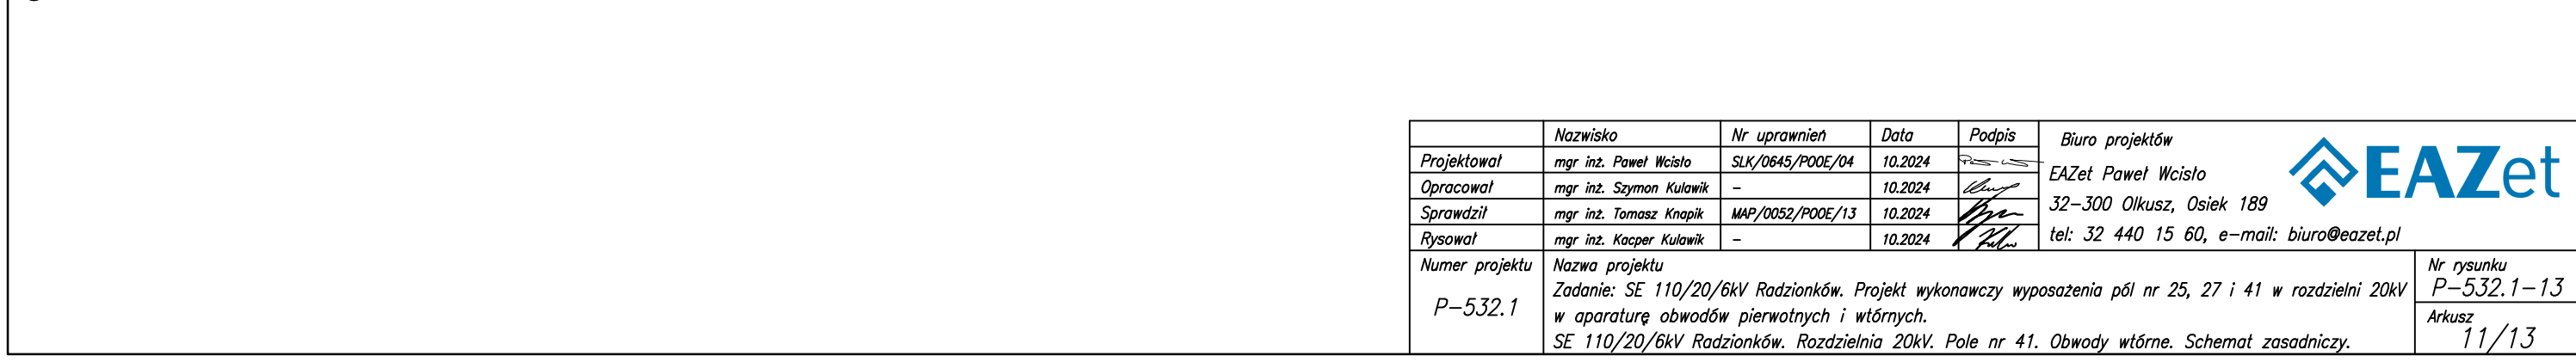 Nazwisko Nr uprawnień Data Podpis
Projektował mgr inż. Paweł Wcisło SLK/0645/POOE/04 10.2024
Opracował mgr inż. Szymon Kulawik – 10.2024
Sprawdził mgr inż. Tomasz Knapik MAP/0052/POOE/13 10.2024
Rysował mgr inż. Kacper Kulawik – 10.2024
Biuro projektów
EAZet Paweł Wcisło
32–300 Olkusz, Osiek 189
tel: 32 440 15 60, e–mail: biuro@eazet.pl
EAZet
Numer projektu
P–532.1
Nazwa projektu
Zadanie: SE 110/20/6kV Radzionków. Projekt wykonawczy wyposażenia pól nr 25, 27 i 41 w rozdzielni 20kV
w aparaturę obwodów pierwotnych i wtórnych.
SE 110/20/6kV Radzionków. Rozdzielnia 20kV. Pole nr 41. Obwody wtórne. Schemat zasadniczy.
Nr rysunku
P–532.1–13
Arkusz
11/13